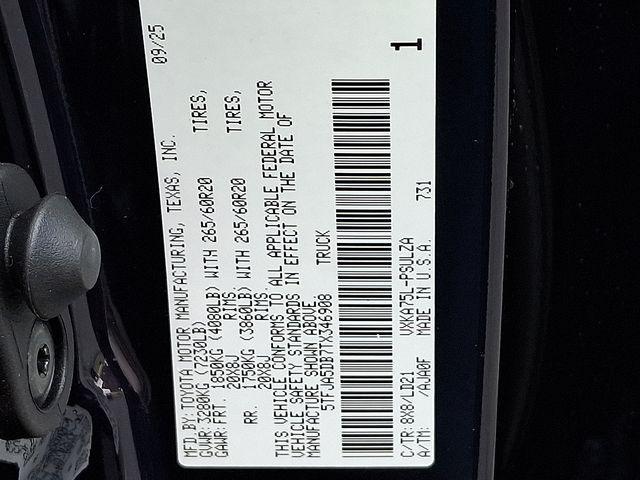 MFD.BY: TOYOTA MOTOR MANUFACTURING, TEXAS, INC. 09/25
GVWR: 3280KG (7230LB)
GAWR: FRT. 1850KG (4080LB) WITH 265/60R20 TIRES,
20X8J RIMS.
RR. 1750KG (3860LB) WITH 265/60R20 TIRES,
20X8J RIMS.
THIS VEHICLE CONFORMS TO ALL APPLICABLE FEDERAL MOTOR
VEHICLE SAFETY STANDARDS IN EFFECT ON THE DATE OF
MANUFACTURE SHOWN ABOVE.
5TFJA5DB7TX346908 TRUCK
C/TR: 8X8/LD21 VXKA75L-PSULZA
A/TM: /AJA0F MADE IN U.S.A. 731
1